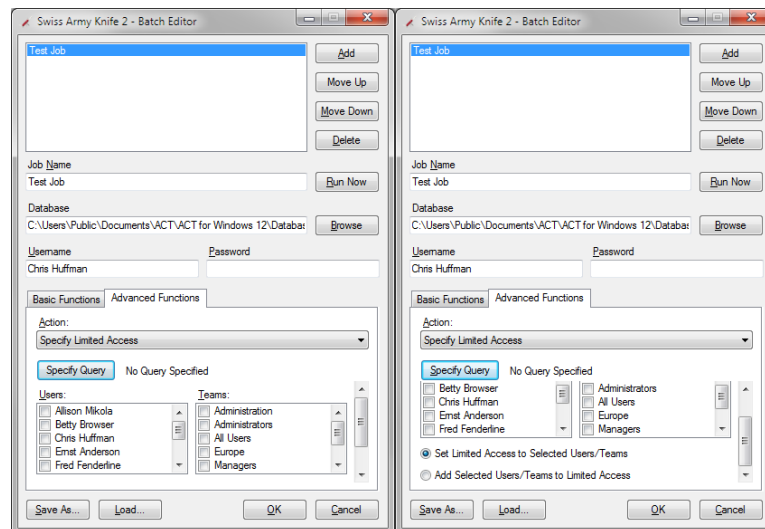 Swiss Army Knife 2 - Batch Editor
Test Job
Add
Move Up
Move Down
Delete
Job Name
Test Job
Run Now
Database
C:\Users\Public\Documents\ACT\ACT for Windows 12\Databas
Browse
Username
Password
Chris Huffman
Basic Functions
Advanced Functions
Action:
Specify Limited Access
Specify Query
No Query Specified
Users:
Teams:
Allison Mikola
Administration
Betty Browser
Administrators
Chris Huffman
All Users
Ernst Anderson
Europe
Fred Fenderline
Managers
Save As...
Load...
OK
Cancel
Swiss Army Knife 2 - Batch Editor
Test Job
Add
Move Up
Move Down
Delete
Job Name
Test Job
Run Now
Database
C:\Users\Public\Documents\ACT\ACT for Windows 12\Databas
Browse
Username
Password
Chris Huffman
Basic Functions
Advanced Functions
Action:
Specify Limited Access
Specify Query
No Query Specified
Betty Browser
Administrators
Chris Huffman
All Users
Ernst Anderson
Europe
Fred Fenderline
Managers
Set Limited Access to Selected Users/Teams
Add Selected Users/Teams to Limited Access
Save As...
Load...
OK
Cancel